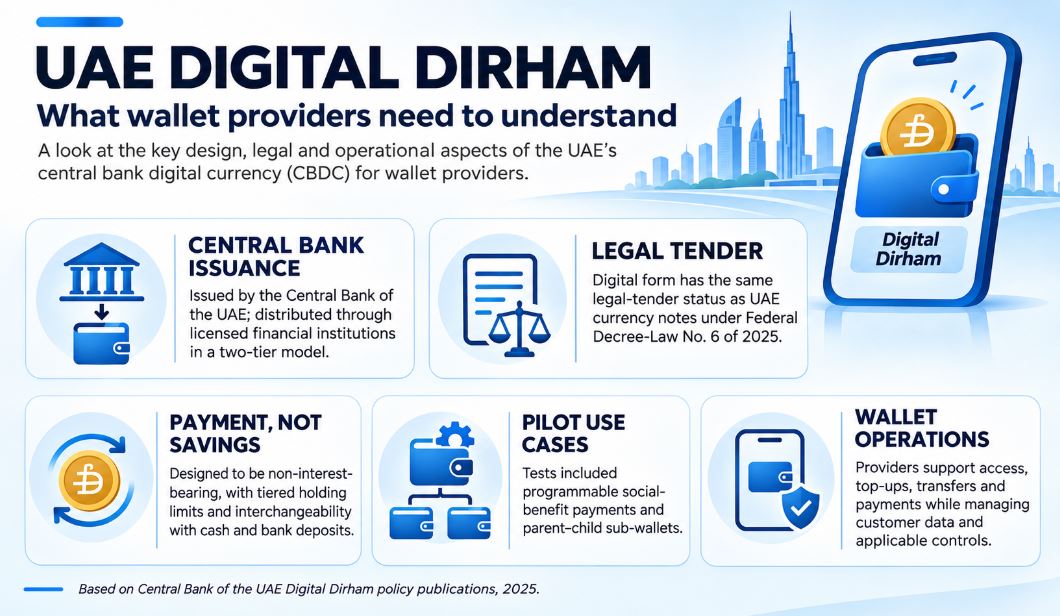 UAE DIGITAL DIRHAM
What wallet providers need to understand
A look at the key design, legal and operational aspects of the UAE's
central bank digital currency (CBDC) for wallet providers.
Digital
Dirham
CENTRAL BANK
ISSUANCE
Issued by the Central Bank of
the UAE; distributed through
licensed financial institutions
in a two-tier model.
LEGAL TENDER
Digital form has the same
legal-tender status as UAE
currency notes under Federal
Decree-Law No. 6 of 2025.
PAYMENT, NOT
SAVINGS
Designed to be non-interest-
bearing, with tiered holding
limits and interchangeability
with cash and bank deposits.
PILOT USE
CASES
Tests included
programmable social-
benefit payments and
parent–child sub-wallets.
WALLET
OPERATIONS
Providers support access,
top-ups, transfers and
payments while managing
customer data and
applicable controls.
Based on Central Bank of the UAE Digital Dirham policy publications, 2025.